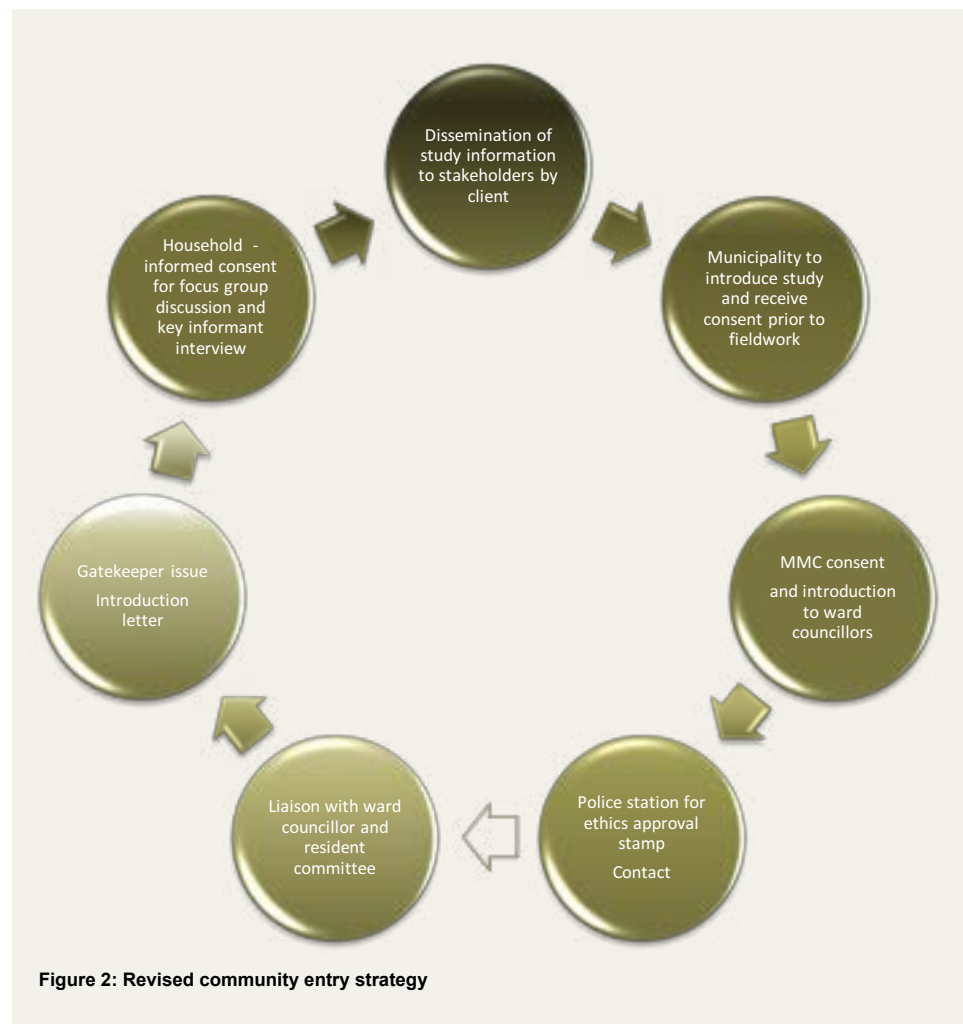 Dissemination of
study information
to stakeholders by
client
Municipality to
introduce study
and receive
consent prior to
fieldwork
MMC consent
and introduction
to ward
councillors
Police station for
ethics approval
stamp
Contact
Liaison with ward
councillor and
resident
committee
Gatekeeper issue
Introduction
letter
Household -
informed consent
for focus group
discussion and
key informant
interview
Figure 2: Revised community entry strategy